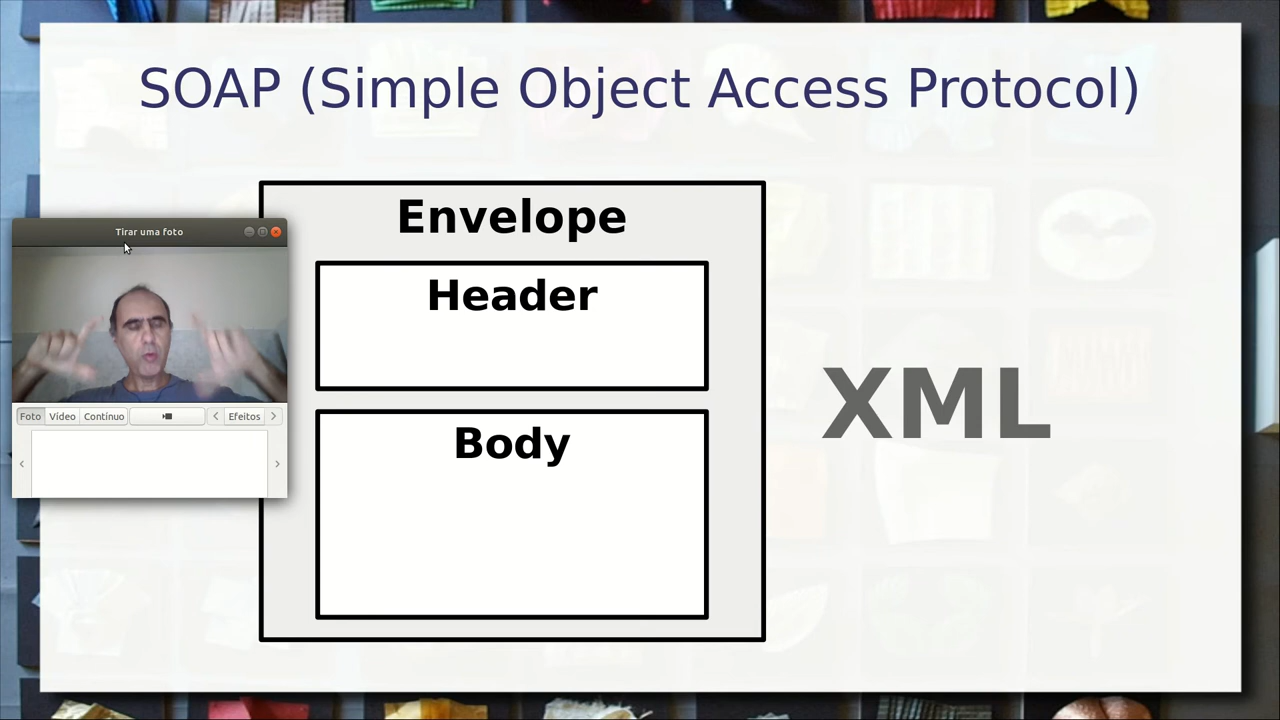 SOAP (Simple Object Access Protocol)
Envelope
Tirar uma foto
Header
XML
Foto Vídeo Contínuo Efeitos
Body